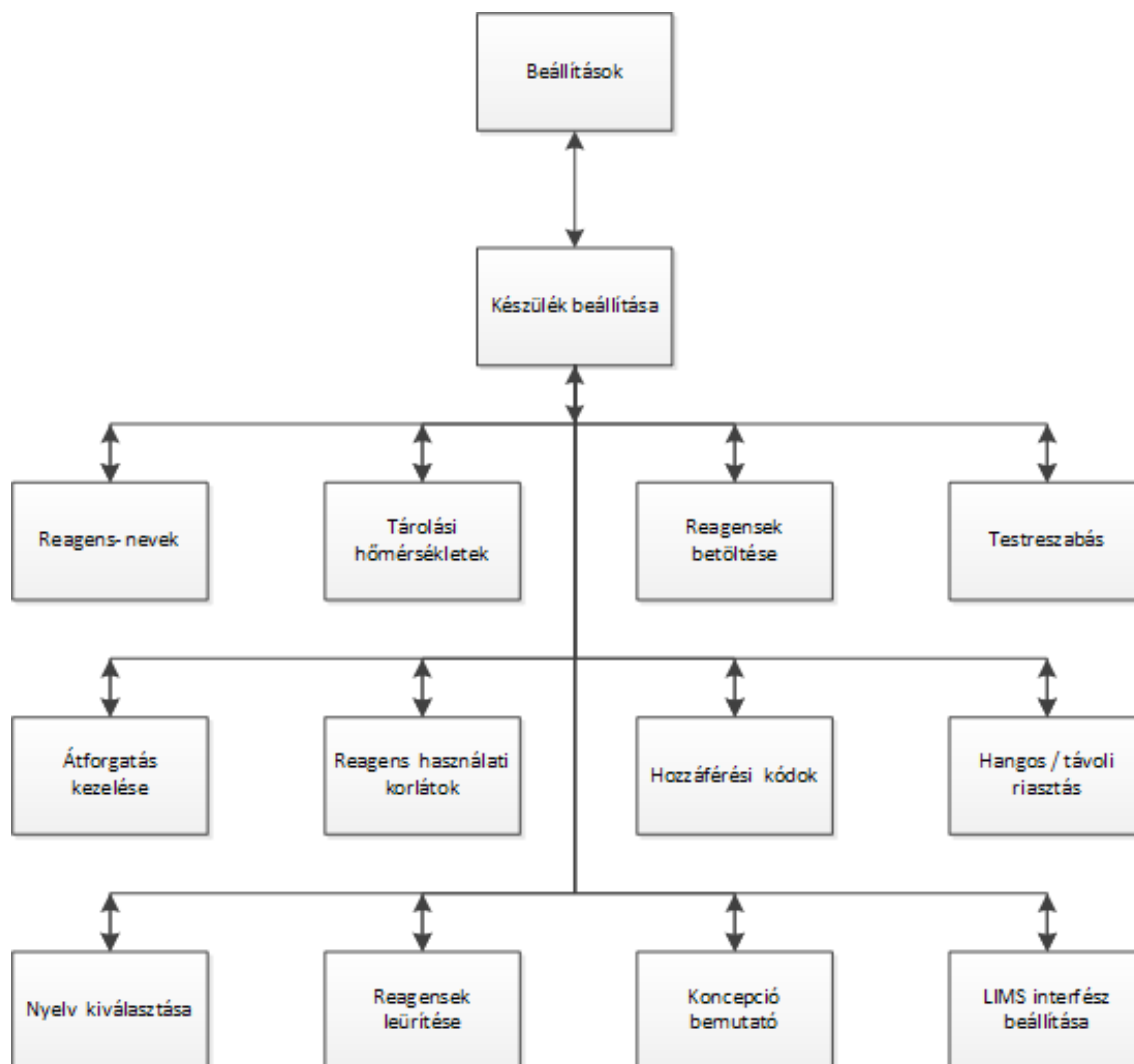 Beállítások
Készülék beállítása
Reagens- nevek
Tárolási
hőmérsékletek
Reagensek
betöltése
Testreszabás
Átforgatás
kezelése
Reagens használati
korlátok
Hozzáférési kódok
Hangos / távoli
riasztás
Nyelv kiválasztása
Reagensek
leürítése
Koncepció
bemutató
LIMS interfész
beállítása